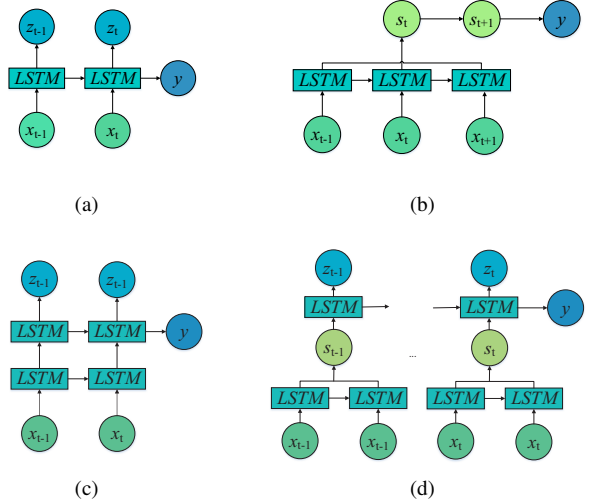 z_{t-1} z_t
LSTM LSTM y
x_{t-1} x_t
(a)
s_t s_{t+1} y
LSTM LSTM LSTM
x_{t-1} x_t x_{t+1}
(b)
z_{t-1} z_{t-1}
LSTM LSTM y
LSTM LSTM
x_{t-1} x_t
(c)
z_{t-1} z_t
LSTM LSTM y
s_{t-1} ... s_t
LSTM LSTM LSTM LSTM
x_{t-1} x_{t-1} x_t x_t
(d)